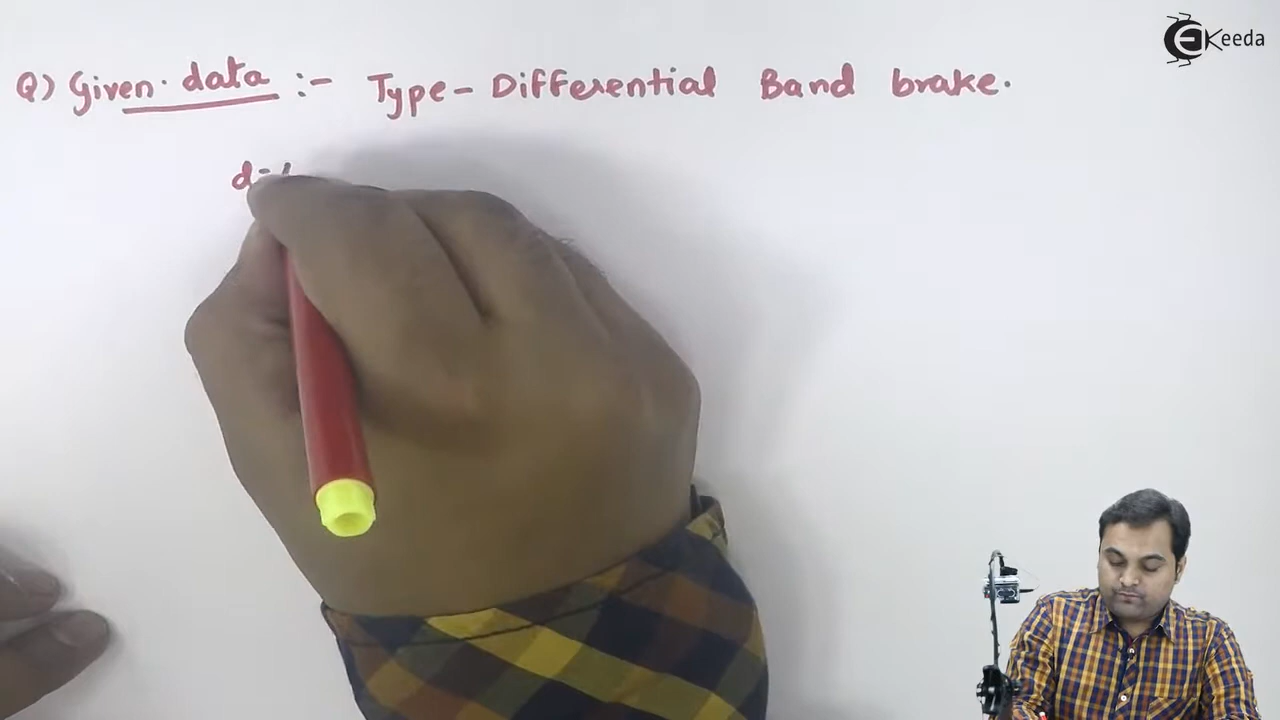 EKeeda
Q) Given data :- Type - Differential Band brake.
d=